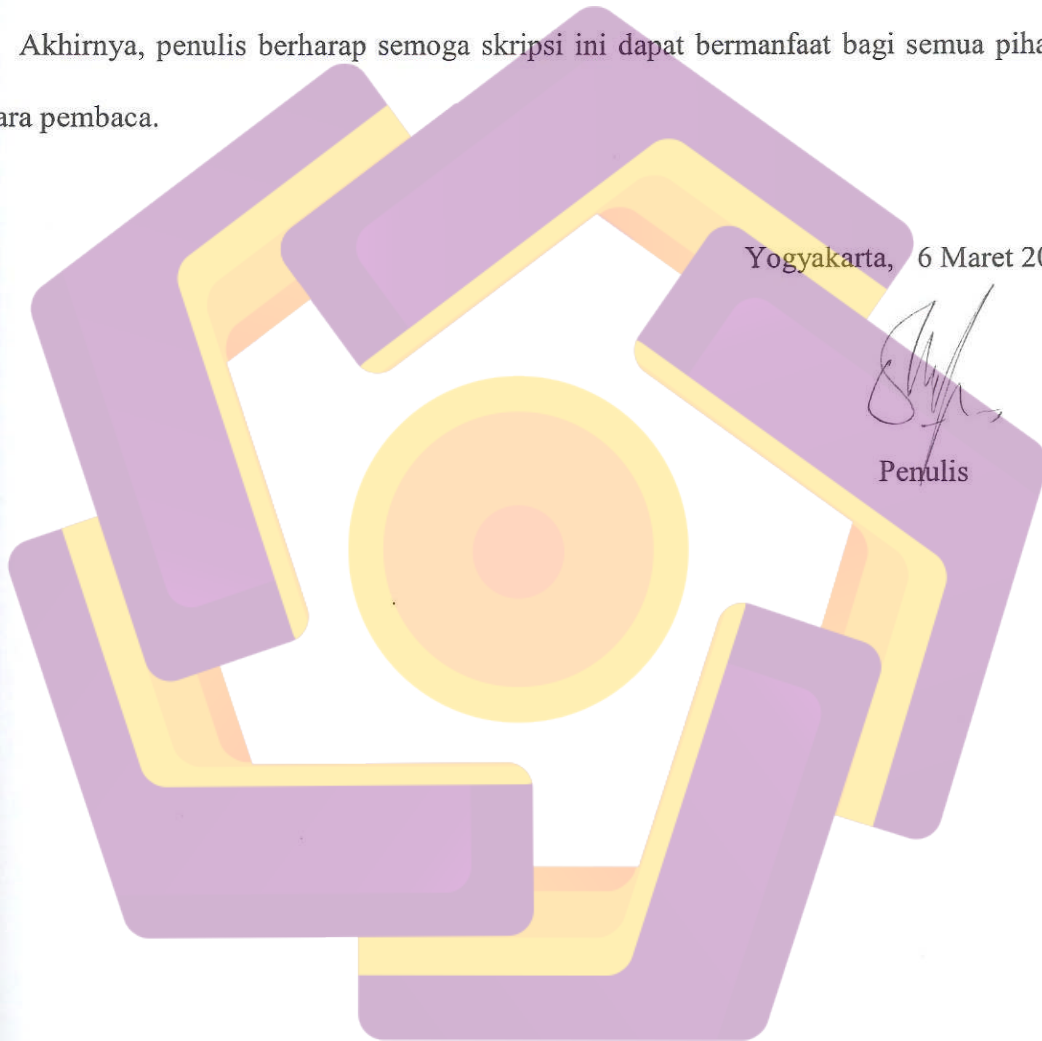 Akhirnya, penulis berharap semoga skripsi ini dapat bermanfaat bagi semua piha
ara pembaca.
Yogyakarta, 6 Maret 20
Penulis